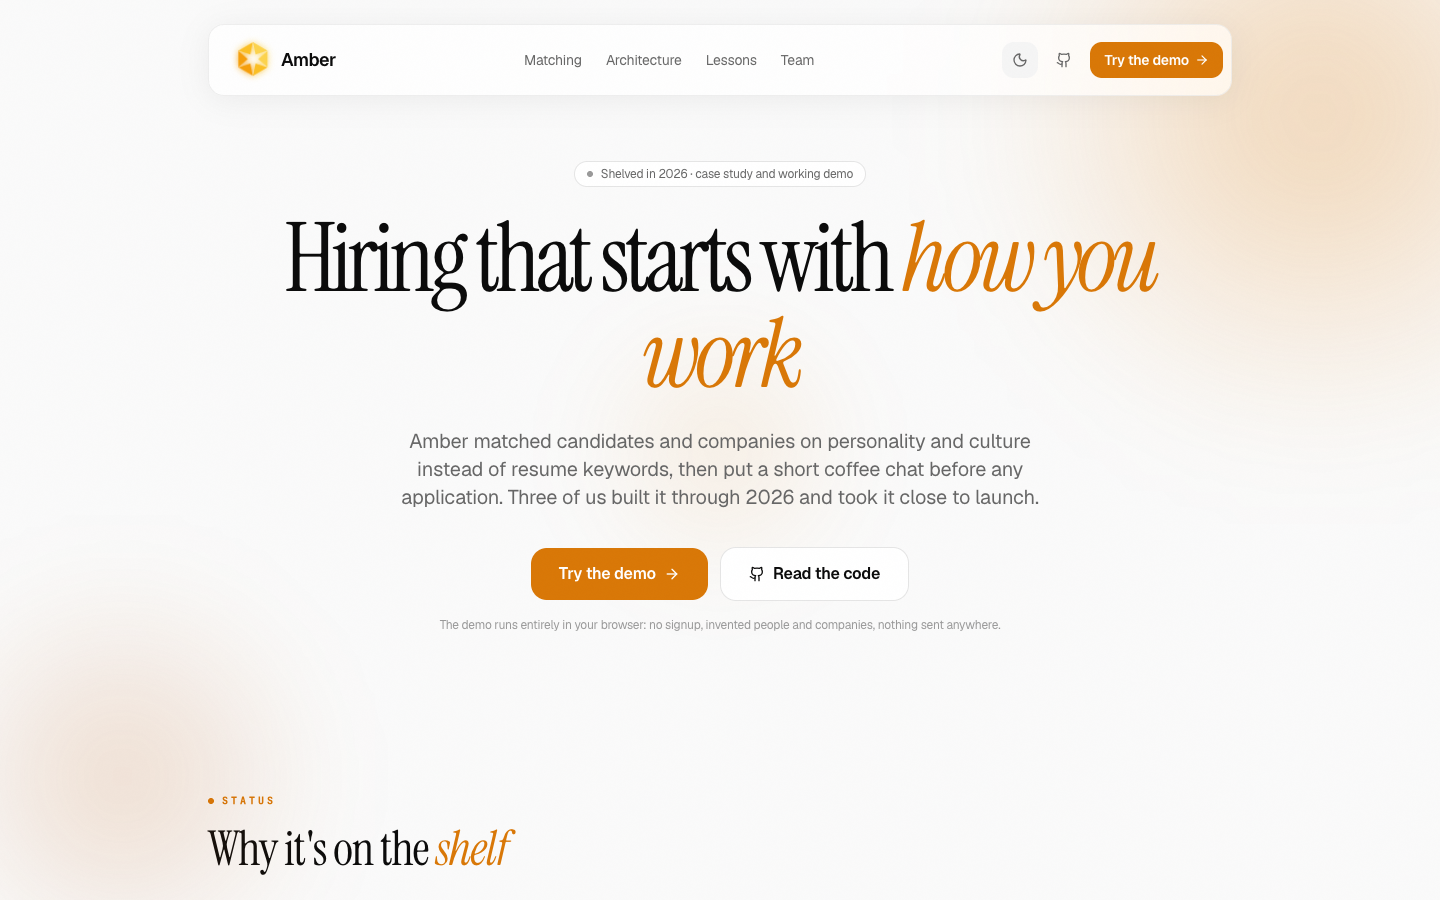 Amber
Matching Architecture Lessons Team
Try the demo →
Shelved in 2026 · case study and working demo
Hiring that starts with how you
work
Amber matched candidates and companies on personality and culture
instead of resume keywords, then put a short coffee chat before any
application. Three of us built it through 2026 and took it close to launch.
Try the demo →
Read the code
The demo runs entirely in your browser: no signup, invented people and companies, nothing sent anywhere.
STATUS
Why it's on the shelf